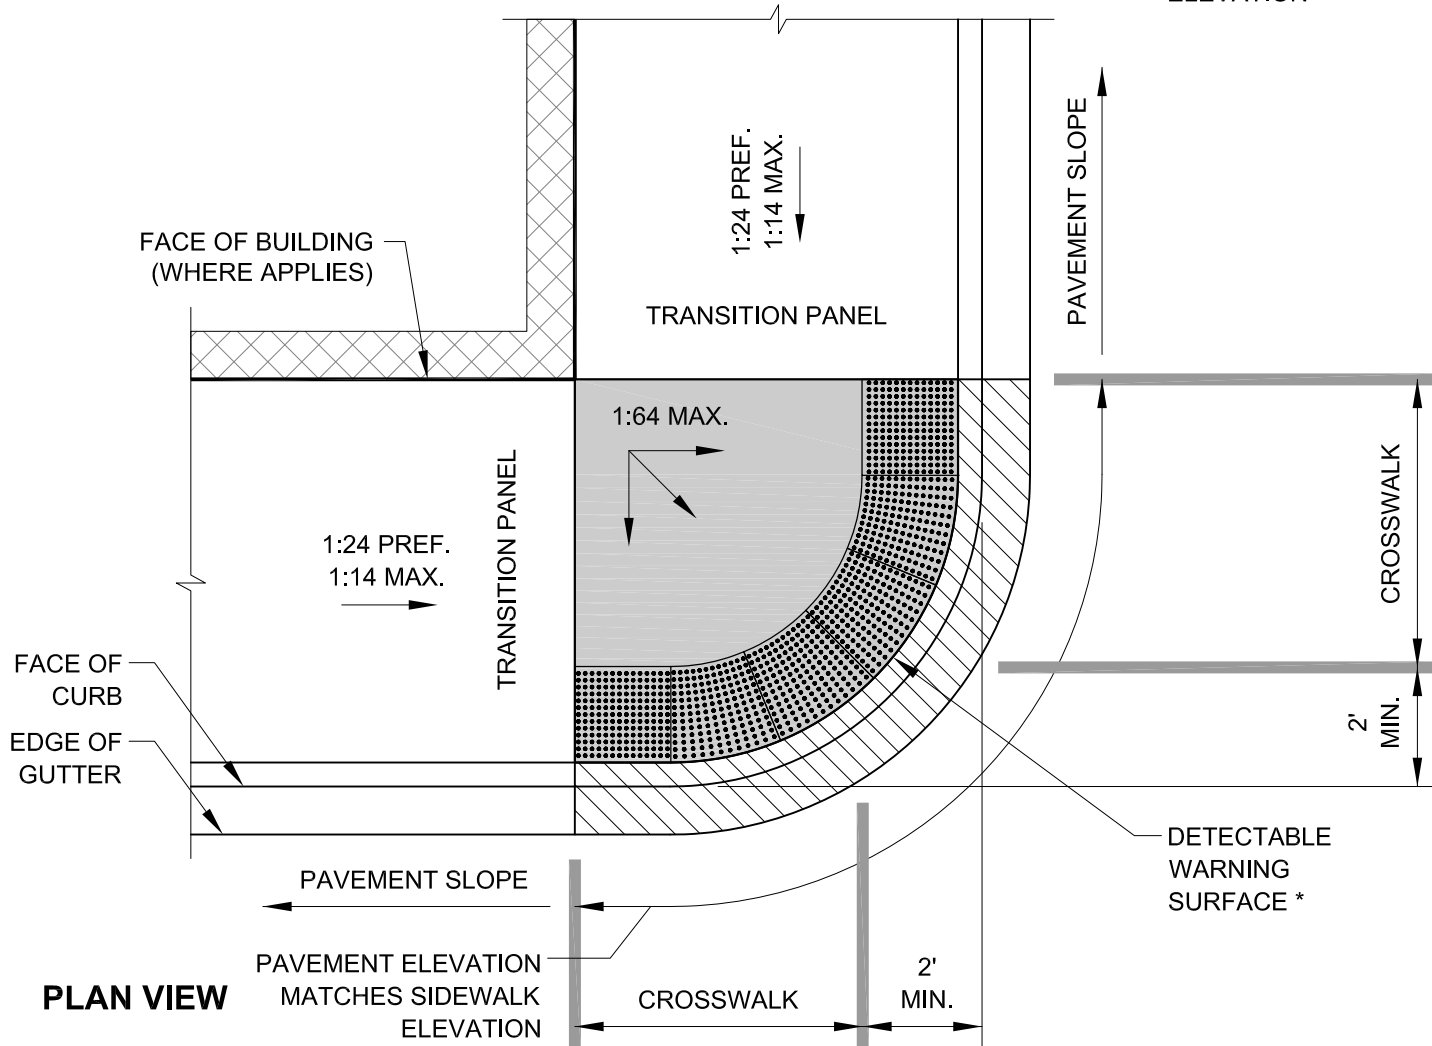 ELEVATION
PAVEMENT SLOPE
1:24 PREF.
1:14 MAX.
FACE OF BUILDING
(WHERE APPLIES)
TRANSITION PANEL
1:64 MAX.
TRANSITION PANEL
1:24 PREF.
1:14 MAX.
CROSSWALK
FACE OF
CURB
EDGE OF
GUTTER
2'
MIN.
DETECTABLE
WARNING
SURFACE *
PAVEMENT SLOPE
PAVEMENT ELEVATION
MATCHES SIDEWALK
ELEVATION
CROSSWALK
2'
MIN.
PLAN VIEW